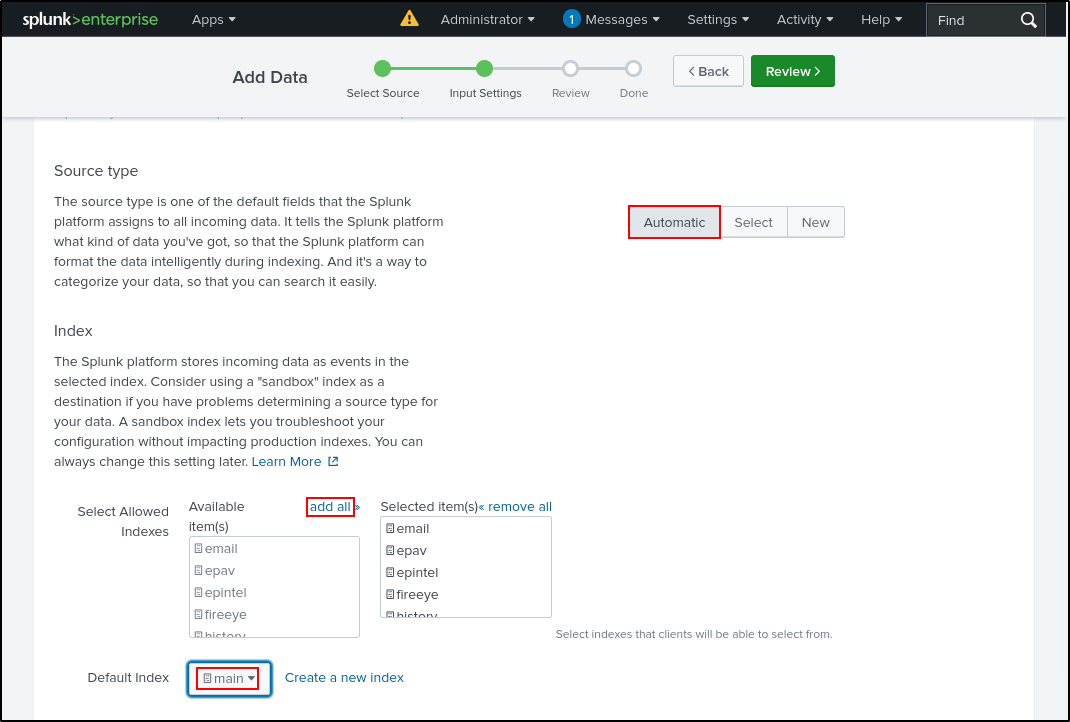 splunk>enterprise Apps Administrator 1 Messages Settings Activity Help Find
Add Data
Select Source Input Settings Review Done
Back Review
Source type
The source type is one of the default fields that the Splunk
platform assigns to all incoming data. It tells the Splunk platform
what kind of data you've got, so that the Splunk platform can
format the data intelligently during indexing. And it's a way to
categorize your data, so that you can search it easily.
Automatic Select New
Index
The Splunk platform stores incoming data as events in the
selected index. Consider using a "sandbox" index as a
destination if you have problems determining a source type for
your data. A sandbox index lets you troubleshoot your
configuration without impacting production indexes. You can
always change this setting later. Learn More
Select Allowed
Indexes
Available
item(s)
add all »
email
epav
epintel
fireeye
history
Selected item(s) « remove all
email
epav
epintel
fireeye
history
Select indexes that clients will be able to select from.
Default Index main Create a new index